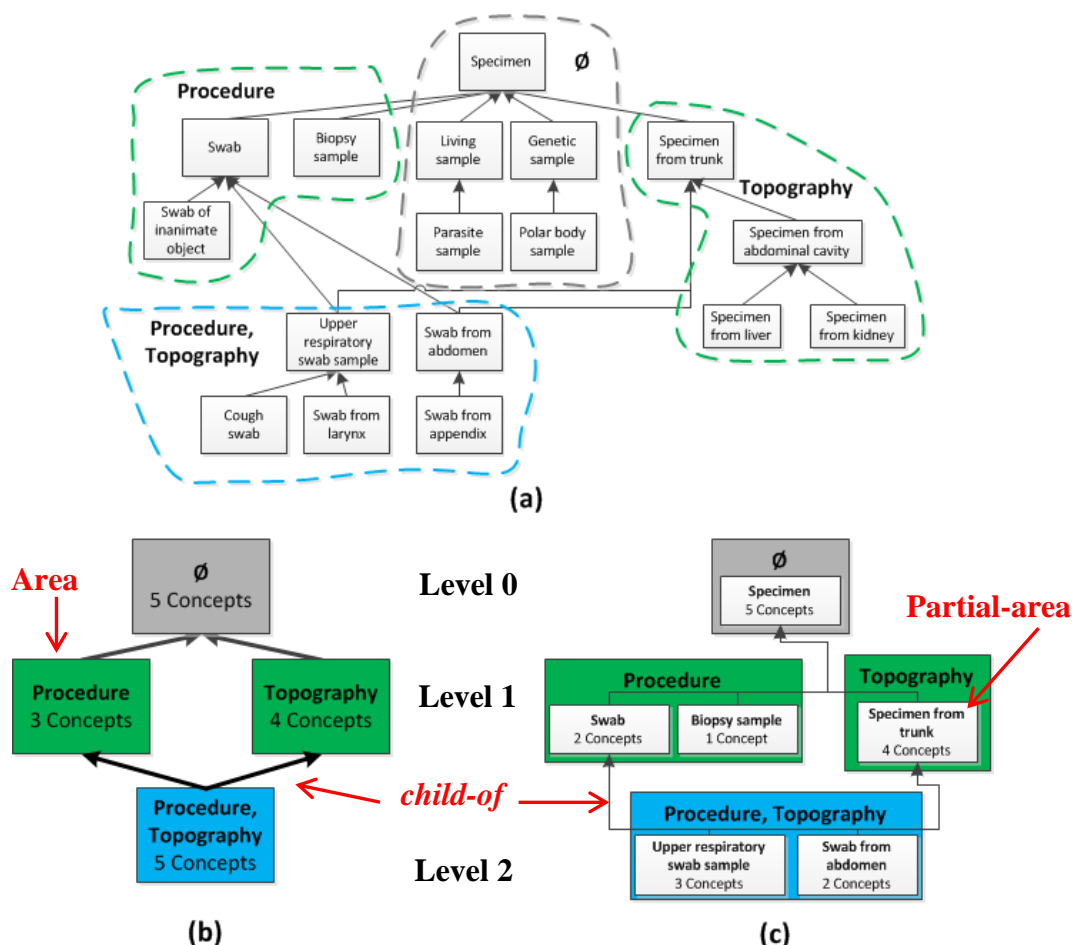 Specimen
Ø
Procedure
Swab
Biopsy
sample
Living
sample
Genetic
sample
Specimen
from trunk
Topography
Swab of
inanimate
object
Parasite
sample
Polar body
sample
Specimen from
abdominal cavity
Specimen
from liver
Specimen
from kidney
Procedure,
Topography
Upper
respiratory
swab sample
Swab from
abdomen
Cough
swab
Swab from
larynx
Swab from
appendix
(a)
Area
Ø
5 Concepts
Level 0
Ø
Specimen
5 Concepts
Partial-area
Procedure
3 Concepts
Topography
4 Concepts
Level 1
Procedure
Swab
2 Concepts
Biopsy sample
1 Concept
Topography
Specimen from
trunk
4 Concepts
child-of
Procedure,
Topography
5 Concepts
Level 2
Procedure, Topography
Upper respiratory
swab sample
3 Concepts
Swab from
abdomen
2 Concepts
(b)
(c)